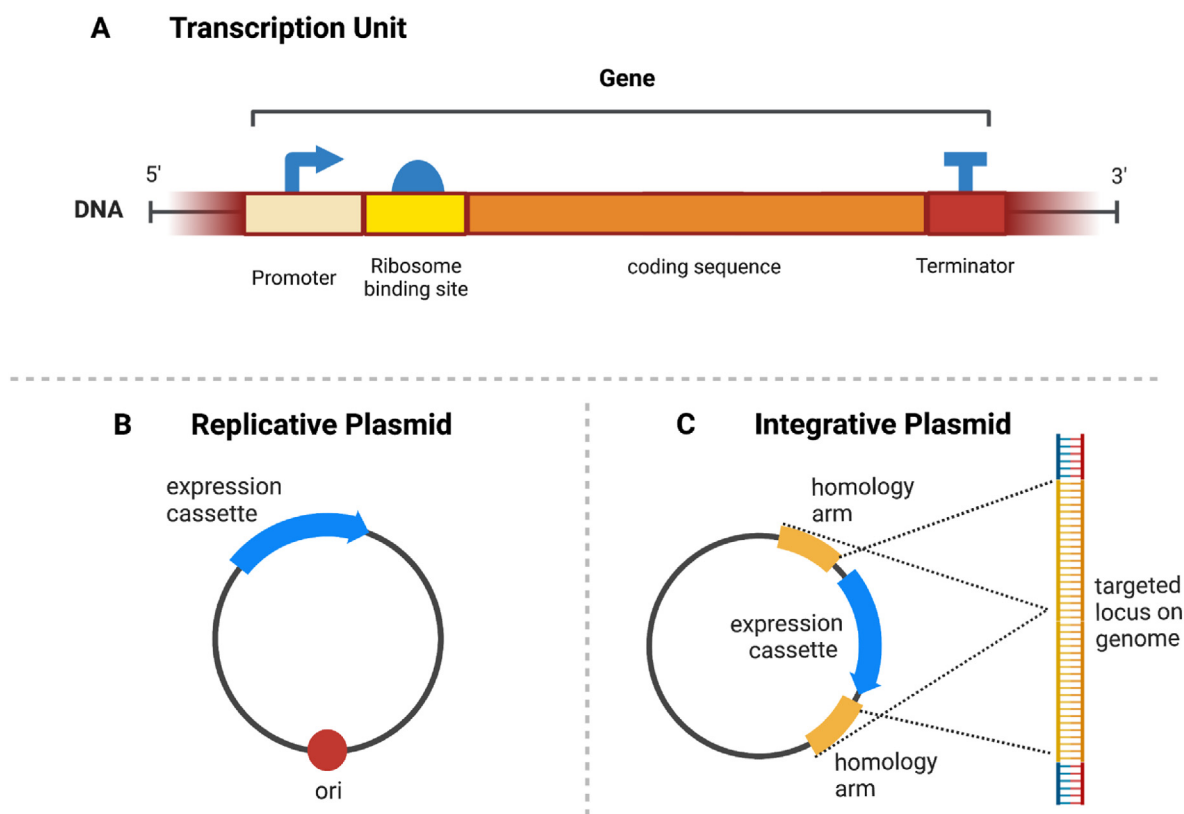 A Transcription Unit
Gene
5'
3'
DNA
Promoter
Ribosome
binding site
coding sequence
Terminator
B Replicative Plasmid
expression
cassette
ori
C Integrative Plasmid
homology
arm
expression
cassette
homology
arm
targeted
locus on
genome